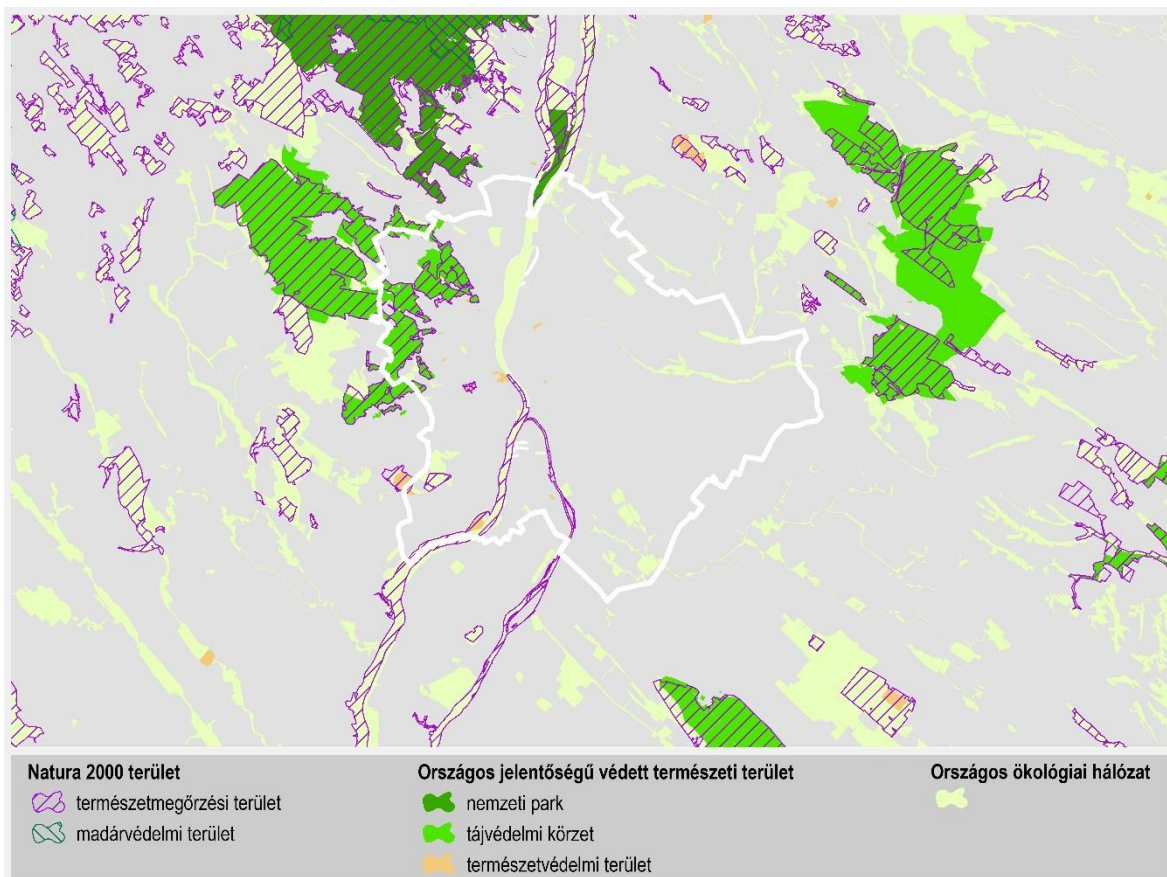 Natura 2000 terület
természetmegőrzési terület
madárvédelmi terület
Országos jelentőségű védett természeti terület
nemzeti park
tájvédelmi körzet
természetvédelmi terület
Országos ökológiai hálózat